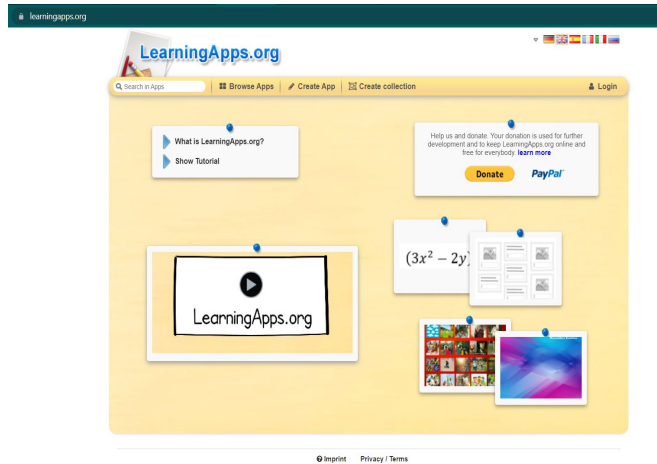 learningapps.org
LearningApps.org
Search in Apps
Browse Apps
Create App
Create collection
Login
What is LearningApps.org?
Show Tutorial
Help us and donate. Your donation is used for further
development and to keep LearningApps.org online and
free for everybody. learn more
Donate
PayPal
(3x² − 2y)
LearningApps.org
Imprint
Privacy / Terms